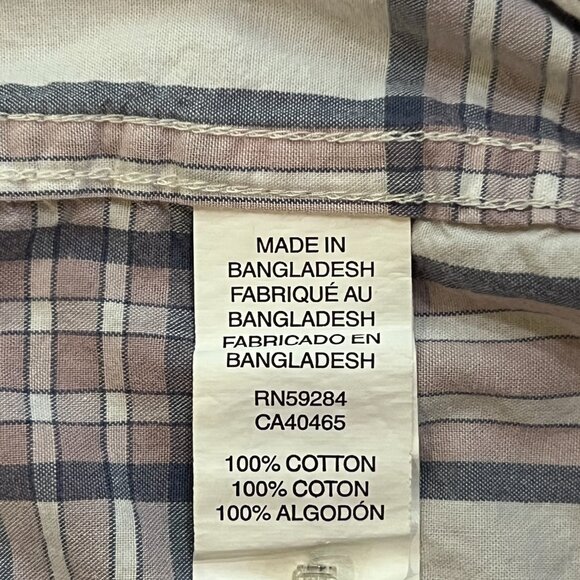 MADE IN
BANGLADESH
FABRIQUÉ AU
BANGLADESH
FABRICADO EN
BANGLADESH
RN59284
CA40465
100% COTTON
100% COTON
100% ALGODÓN